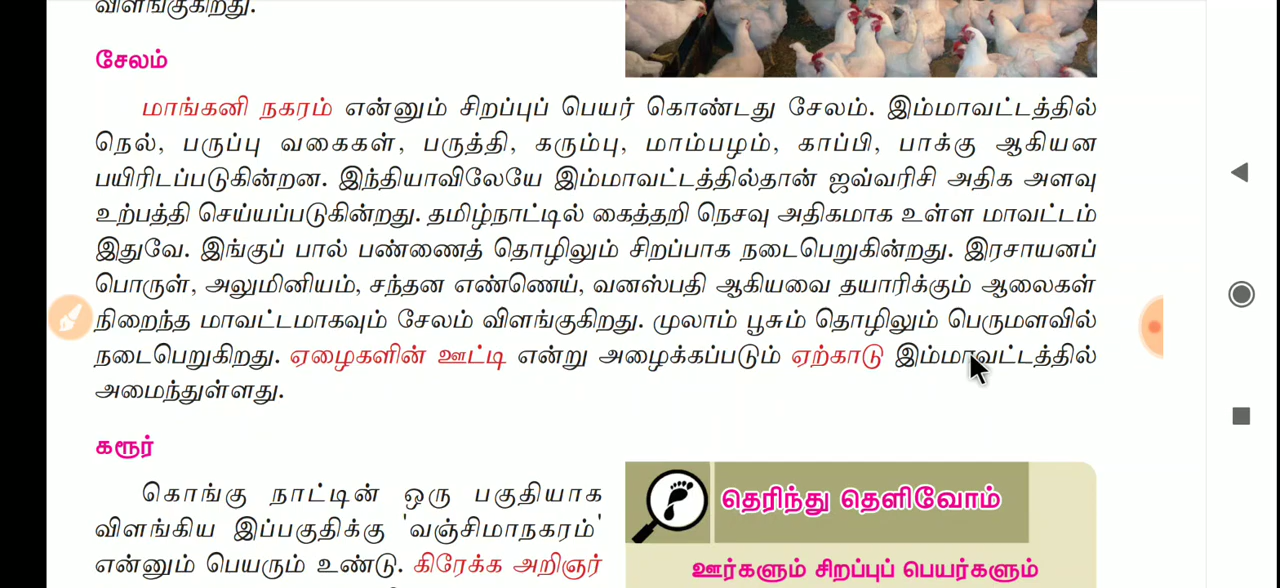 விளங்குகிறது.
சேலம்
மாங்கனி நகரம் என்னும் சிறப்புப் பெயர் கொண்டது சேலம். இம்மாவட்டத்தில்
நெல், பருப்பு வகைகள், பருத்தி, கரும்பு, மாம்பழம், காப்பி, பாக்கு ஆகியன
பயிரிடப்படுகின்றன. இந்தியாவிலேயே இம்மாவட்டத்தில்தான் ஜவ்வரிசி அதிக அளவு
உற்பத்தி செய்யப்படுகின்றது. தமிழ்நாட்டில் கைத்தறி நெசவு அதிகமாக உள்ள மாவட்டம்
இதுவே. இங்குப் பால் பண்ணைத் தொழிலும் சிறப்பாக நடைபெறுகின்றது. இரசாயனப்
பொருள், அலுமினியம், சந்தன எண்ணெய், வனஸ்பதி ஆகியவை தயாரிக்கும் ஆலைகள்
நிறைந்த மாவட்டமாகவும் சேலம் விளங்குகிறது. முலாம் பூசும் தொழிலும் பெருமளவில்
நடைபெறுகிறது. ஏழைகளின் ஊட்டி என்று அழைக்கப்படும் ஏற்காடு இம்மாவட்டத்தில்
அமைந்துள்ளது.
கரூர்
கொங்கு நாட்டின் ஒரு பகுதியாக
விளங்கிய இப்பகுதிக்கு 'வஞ்சிமாநகரம்'
என்னும் பெயரும் உண்டு. கிரேக்க அறிஞர்
தெரிந்து தெளிவோம்
ஊர்களும் சிறப்புப் பெயர்களும்